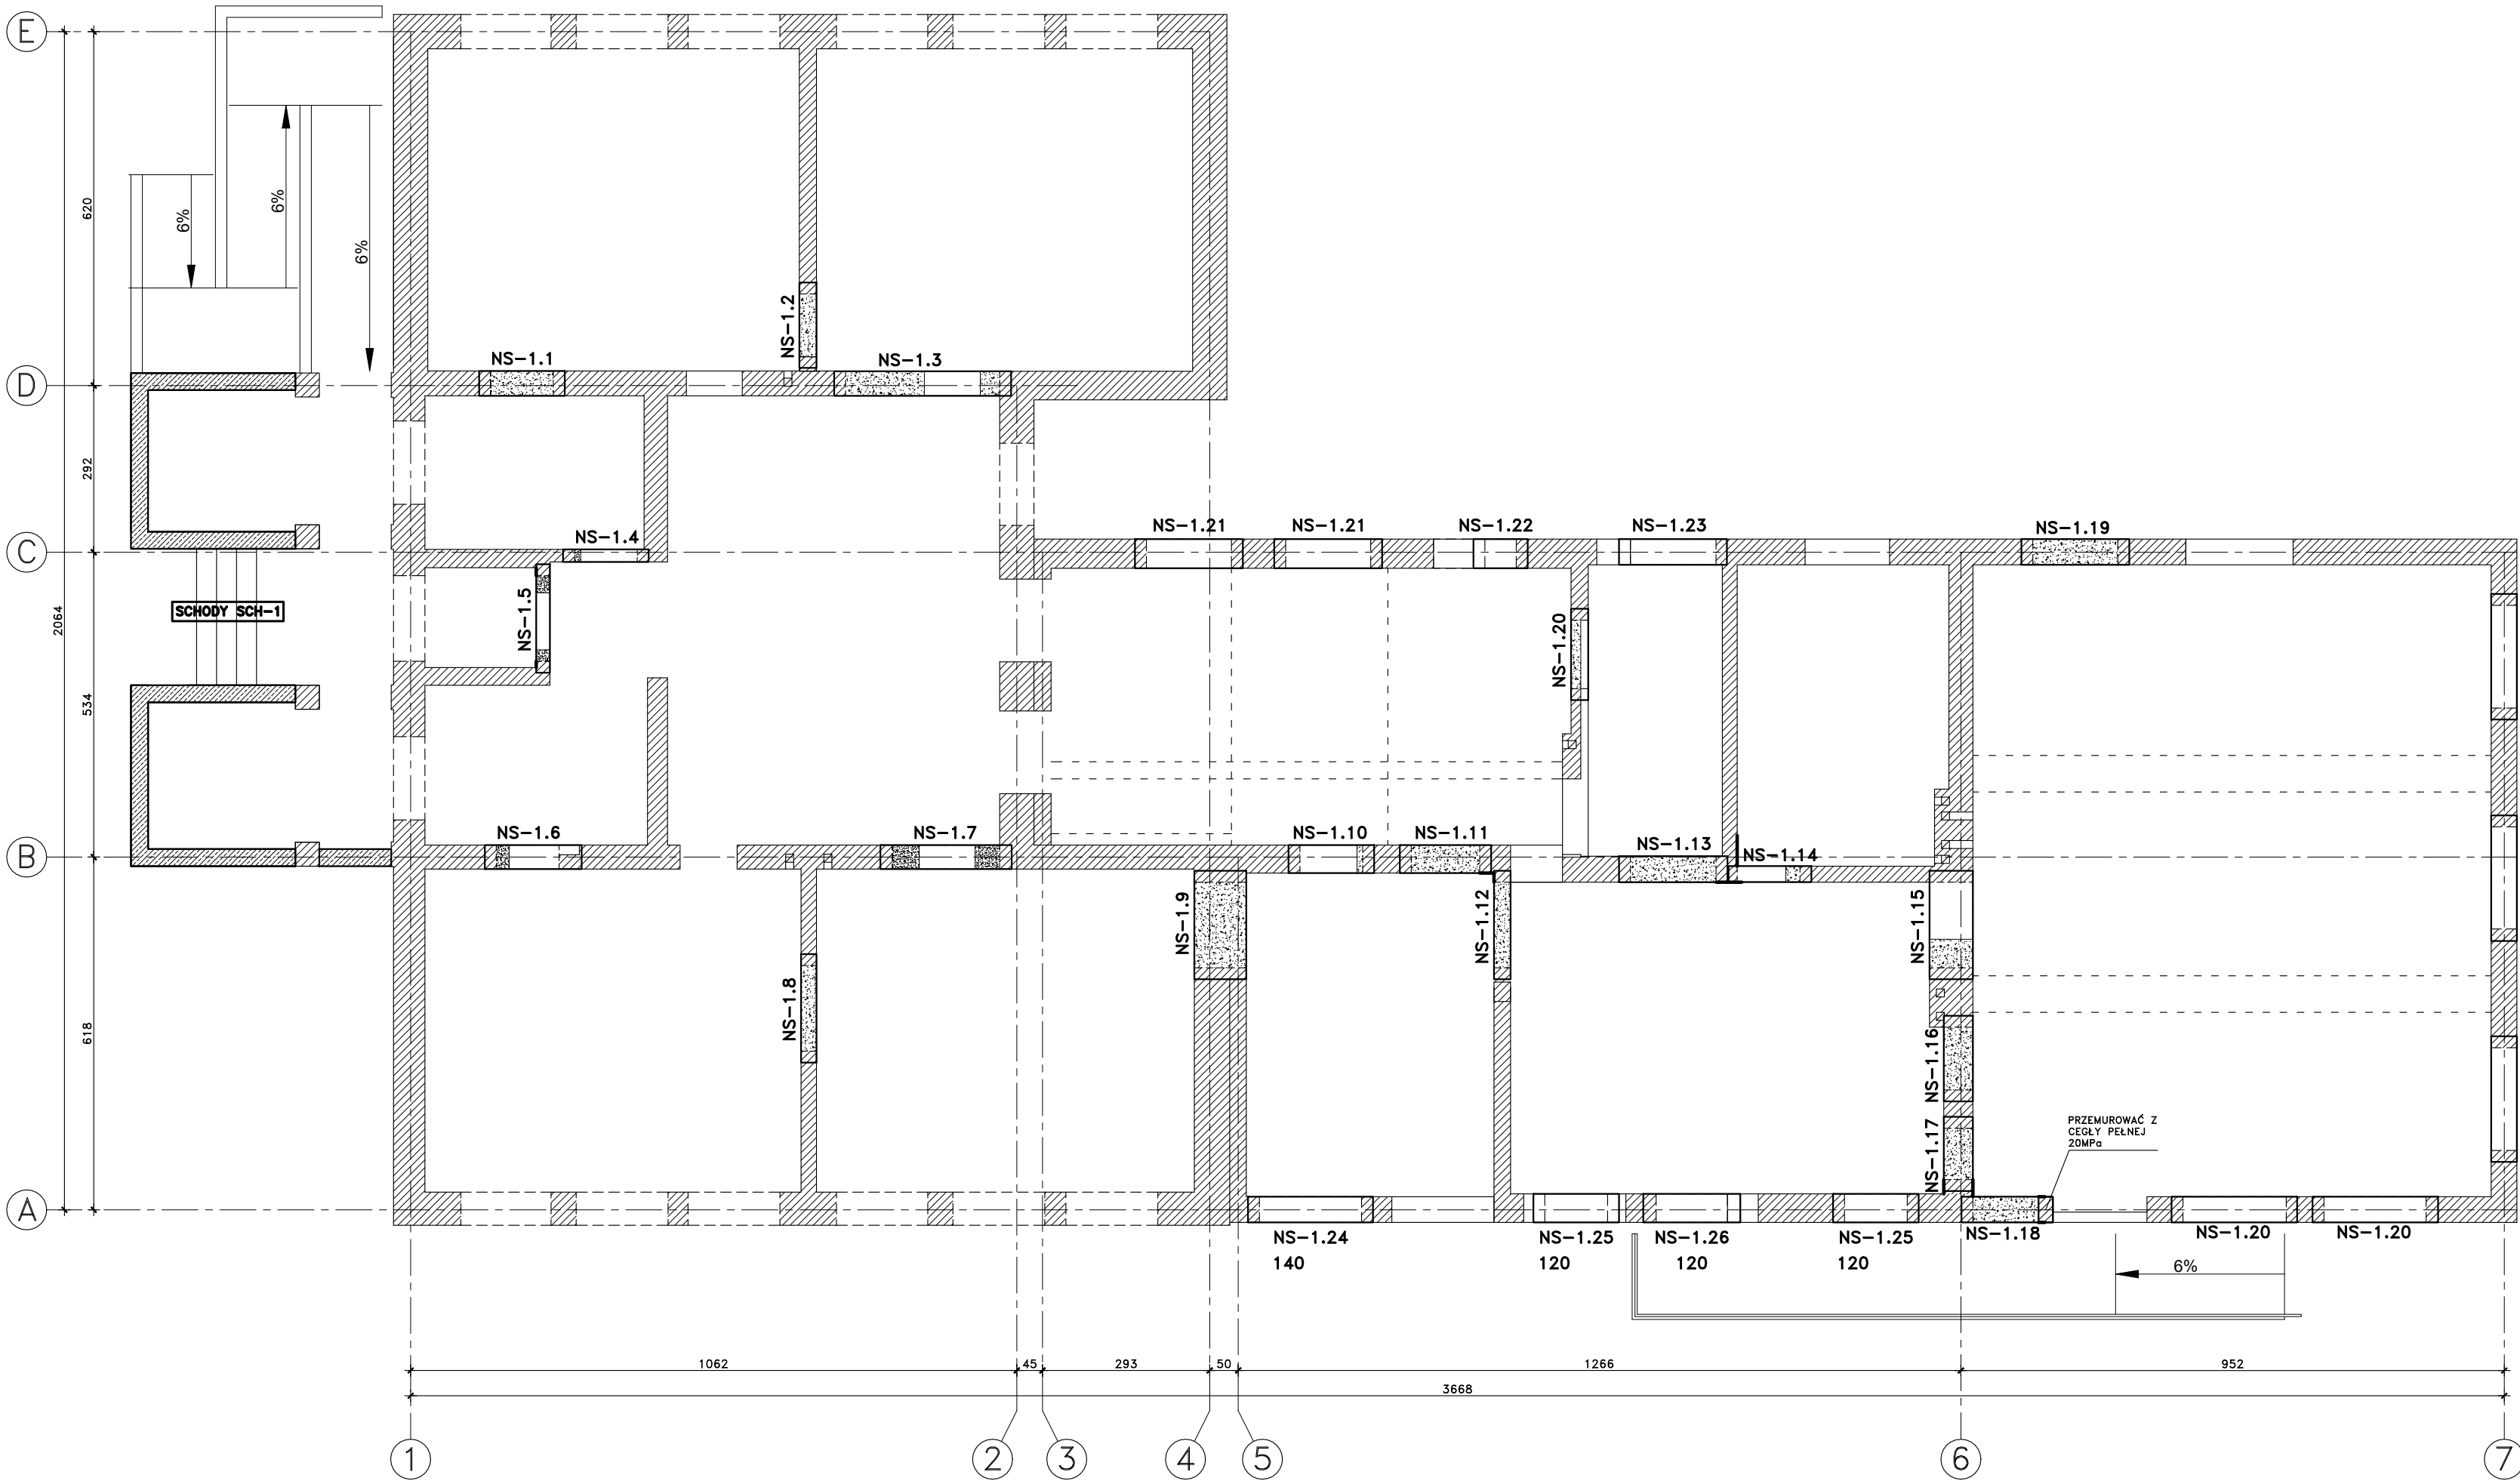 E
6%
6%
6%
620
NS-1.2
NS-1.1
NS-1.3
D
292
NS-1.4
NS-1.21
NS-1.21
NS-1.22
NS-1.23
NS-1.19
C
SCHODY SCH-1
NS-1.5
2064
NS-1.20
534
NS-1.6
NS-1.7
NS-1.10
NS-1.11
NS-1.13
NS-1.14
B
NS-1.9
NS-1.12
NS-1.15
NS-1.8
618
NS-1.16
PRZEMUROWAĆ Z
CEGŁY PEŁNEJ
20MPa
NS-1.17
A
NS-1.24
140
NS-1.25
120
NS-1.26
120
NS-1.25
120
NS-1.18
NS-1.20
NS-1.20
6%
1062
45
293
50
1266
952
3668
1
2
3
4
5
6
7